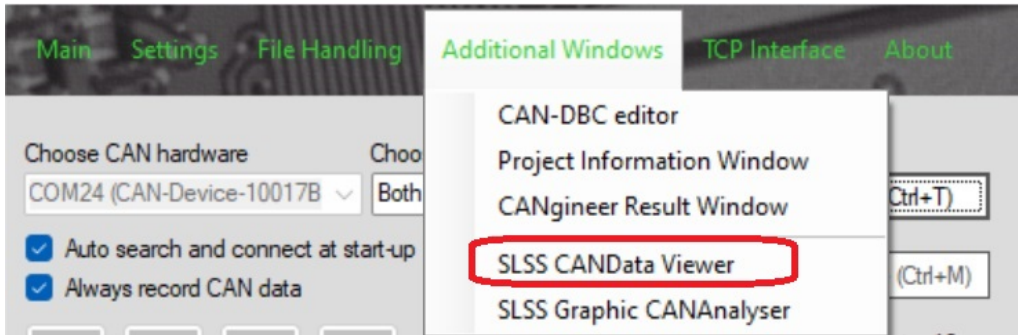 Main Settings File Handling Additional Windows TCP Interface About
CAN-DBC editor
Choose CAN hardware Choo
Project Information Window
COM24 (CAN-Device-10017B Both
CANgineer Result Window Ctrl+T)
Auto search and connect at start-up
SLSS CANData Viewer
(Ctrl+M)
Always record CAN data
SLSS Graphic CANAnalyser